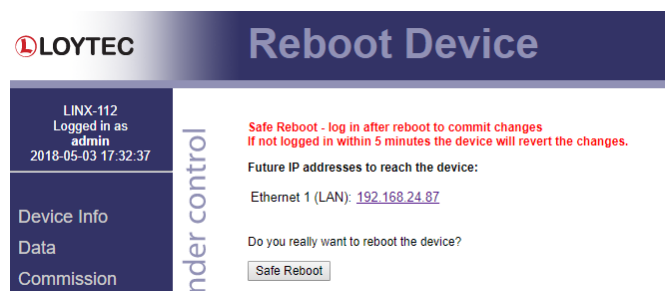 LOYTEC
Reboot Device
LINX-112
Logged in as
admin
2018-05-03 17:32:37
Device Info
Data
Commission
nder control
Safe Reboot - log in after reboot to commit changes
If not logged in within 5 minutes the device will revert the changes.
Future IP addresses to reach the device:
Ethernet 1 (LAN): 192.168.24.87
Do you really want to reboot the device?
Safe Reboot